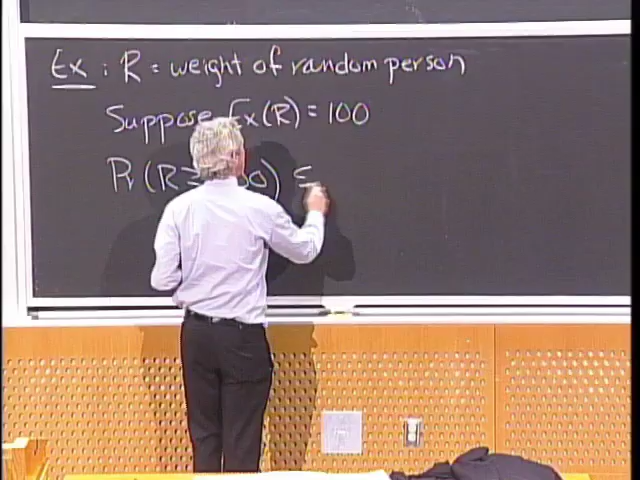 Ex : R = weight of random person
Suppose Ex(R) = 100
Pr (R ≥ 00) ≤